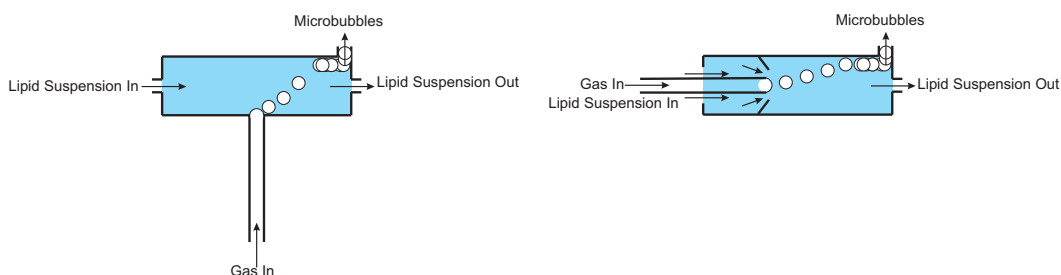 Microbubbles
Lipid Suspension In
Lipid Suspension Out
Gas In
Microbubbles
Gas In
Lipid Suspension In
Lipid Suspension Out